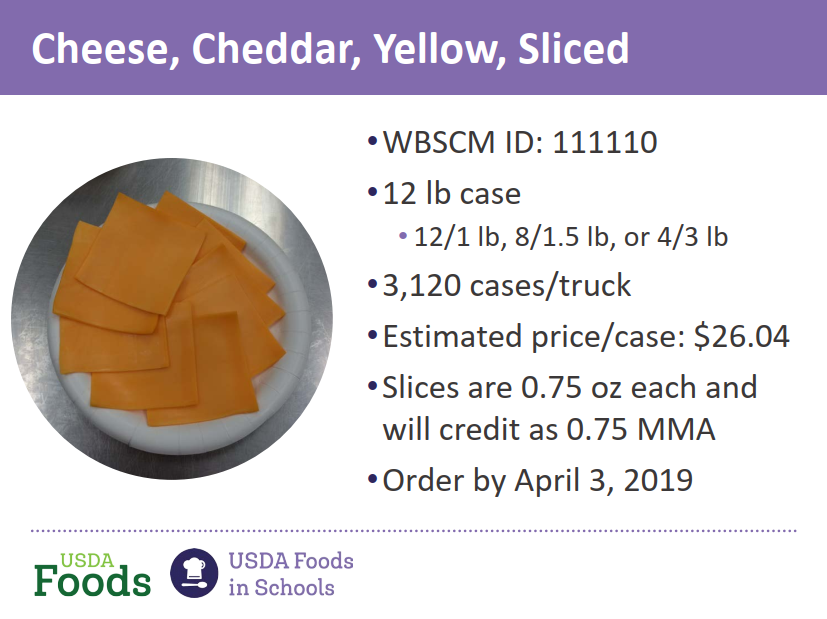 Cheese, Cheddar, Yellow, Sliced
•WBSCM ID: 111110
•12 lb case
•12/1 lb, 8/1.5 lb, or 4/3 lb
•3,120 cases/truck
•Estimated price/case: $26.04
•Slices are 0.75 oz each and
will credit as 0.75 MMA
•Order by April 3, 2019
USDA
Foods
USDA Foods
in Schools